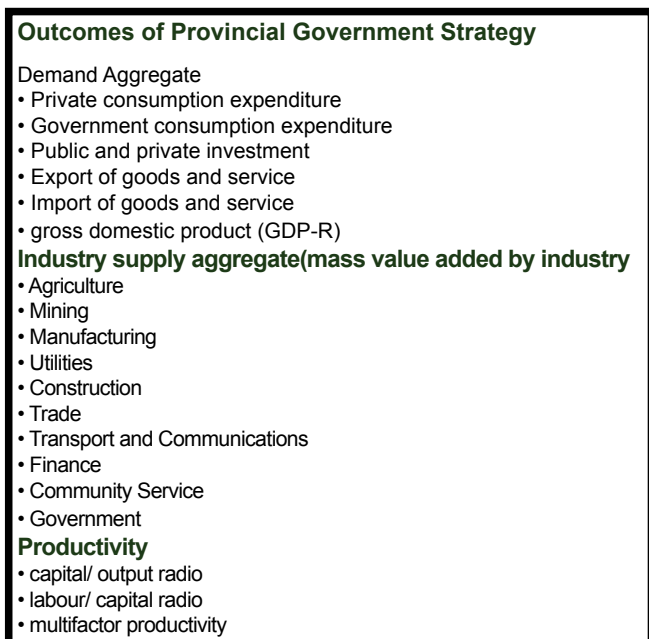 Outcomes of Provincial Government Strategy
Demand Aggregate
• Private consumption expenditure
• Government consumption expenditure
• Public and private investment
• Export of goods and service
• Import of goods and service
• gross domestic product (GDP-R)
Industry supply aggregate(mass value added by industry
• Agriculture
• Mining
• Manufacturing
• Utilities
• Construction
• Trade
• Transport and Communications
• Finance
• Community Service
• Government
Productivity
• capital/ output radio
• labour/ capital radio
• multifactor productivity